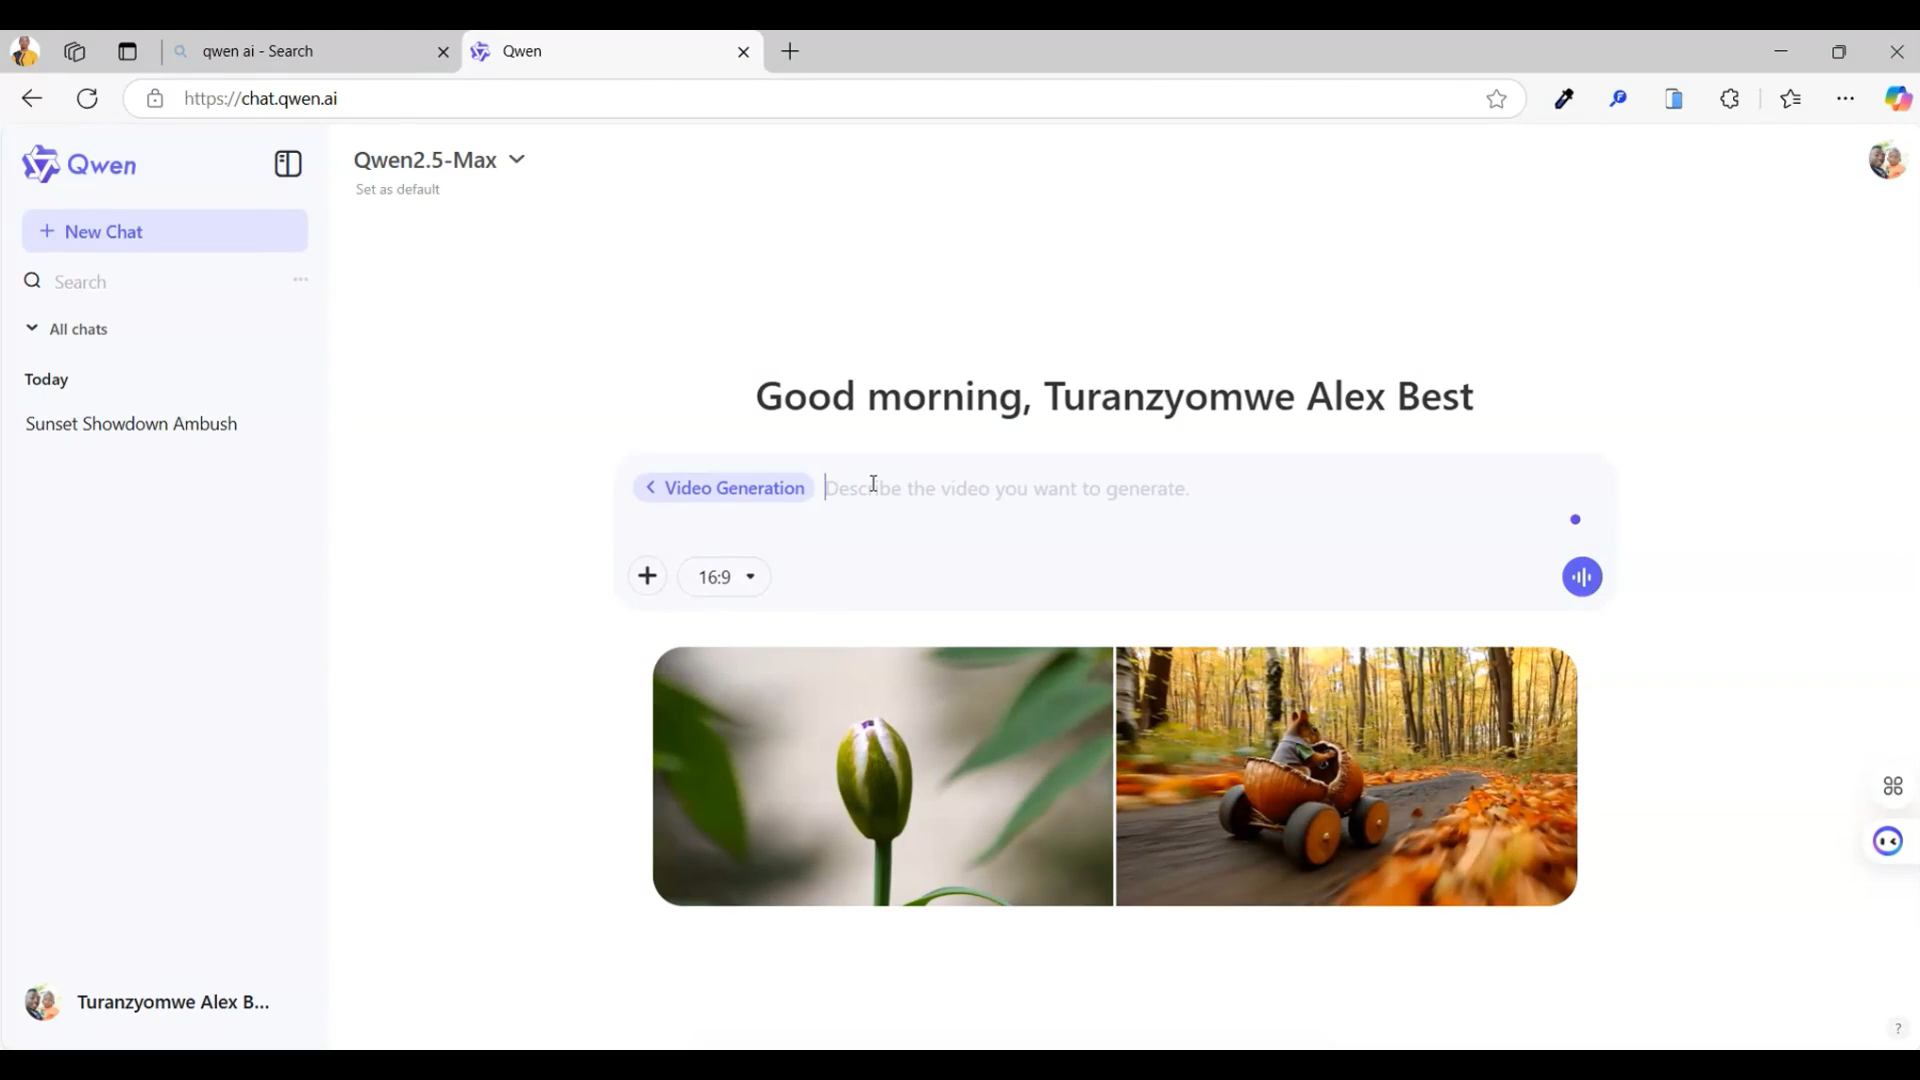 qwen ai - Search
Qwen
https://chat.qwen.ai
Qwen
Qwen2.5-Max
Set as default
New Chat
Search
All chats
Today
Sunset Showdown Ambush
Good morning, Turanzyomwe Alex Best
Video Generation
Describe the video you want to generate.
16:9
Turanzyomwe Alex B...
?